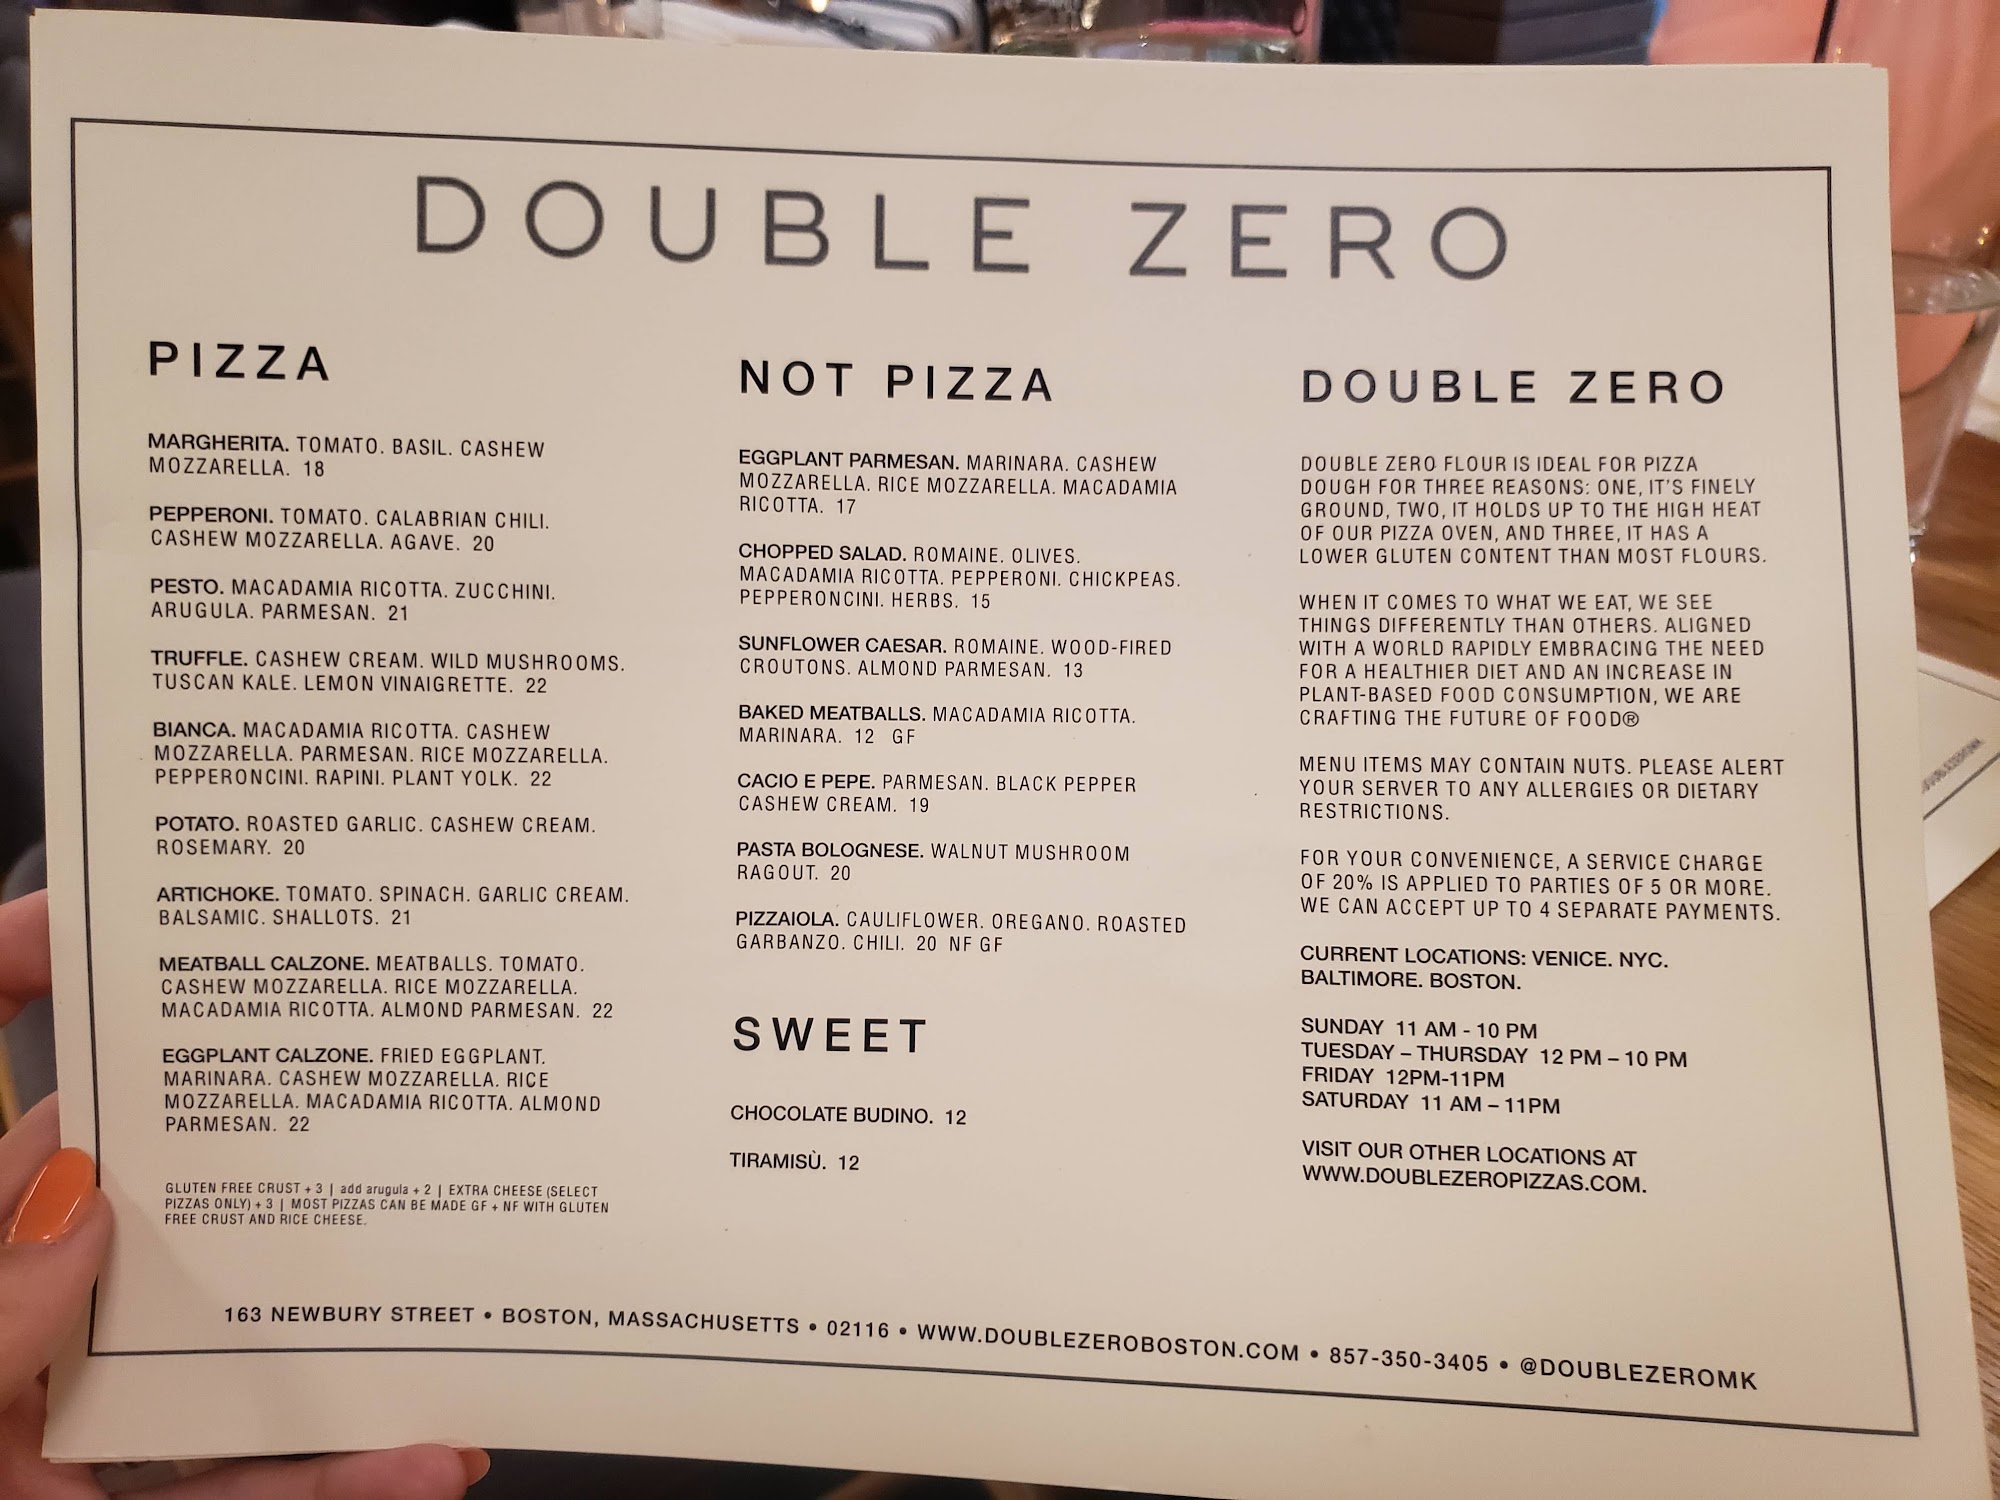 DOUBLE ZERO
PIZZA
MARGHERITA. TOMATO. BASIL. CASHEW
MOZZARELLA. 18
PEPPERONI. TOMATO. CALABRIAN CHILI.
CASHEW MOZZARELLA. AGAVE. 20
PESTO. MACADAMIA RICOTTA. ZUCCHINI.
ARUGULA. PARMESAN. 21
TRUFFLE. CASHEW CREAM. WILD MUSHROOMS.
TUSCAN KALE. LEMON VINAIGRETTE. 22
BIANCA. MACADAMIA RICOTTA. CASHEW
MOZZARELLA. PARMESAN. RICE MOZZARELLA.
PEPPERONCINI. RAPINI. PLANT YOLK. 22
POTATO. ROASTED GARLIC. CASHEW CREAM.
ROSEMARY. 20
ARTICHOKE. TOMATO. SPINACH. GARLIC CREAM.
BALSAMIC. SHALLOTS. 21
MEATBALL CALZONE. MEATBALLS. TOMATO.
CASHEW MOZZARELLA. RICE MOZZARELLA.
MACADAMIA RICOTTA. ALMOND PARMESAN. 22
EGGPLANT CALZONE. FRIED EGGPLANT.
MARINARA. CASHEW MOZZARELLA. RICE
MOZZARELLA. MACADAMIA RICOTTA. ALMOND
PARMESAN. 22
GLUTEN FREE CRUST + 3 | add arugula + 2 | EXTRA CHEESE (SELECT
PIZZAS ONLY) + 3 | MOST PIZZAS CAN BE MADE GF + NF WITH GLUTEN
FREE CRUST AND RICE CHEESE.
NOT PIZZA
EGGPLANT PARMESAN. MARINARA. CASHEW
MOZZARELLA. RICE MOZZARELLA. MACADAMIA
RICOTTA. 17
CHOPPED SALAD. ROMAINE. OLIVES.
MACADAMIA RICOTTA. PEPPERONI. CHICKPEAS.
PEPPERONCINI. HERBS. 15
SUNFLOWER CAESAR. ROMAINE. WOOD-FIRED
CROUTONS. ALMOND PARMESAN. 13
BAKED MEATBALLS. MACADAMIA RICOTTA.
MARINARA. 12 GF
CACIO E PEPE. PARMESAN. BLACK PEPPER
CASHEW CREAM. 19
PASTA BOLOGNESE. WALNUT MUSHROOM
RAGOUT. 20
PIZZAIOLA. CAULIFLOWER. OREGANO. ROASTED
GARBANZO. CHILI. 20 NF GF
SWEET
CHOCOLATE BUDINO. 12
TIRAMISÙ. 12
DOUBLE ZERO
DOUBLE ZERO FLOUR IS IDEAL FOR PIZZA
DOUGH FOR THREE REASONS: ONE, IT'S FINELY
GROUND, TWO, IT HOLDS UP TO THE HIGH HEAT
OF OUR PIZZA OVEN, AND THREE, IT HAS A
LOWER GLUTEN CONTENT THAN MOST FLOURS.
WHEN IT COMES TO WHAT WE EAT, WE SEE
THINGS DIFFERENTLY THAN OTHERS. ALIGNED
WITH A WORLD RAPIDLY EMBRACING THE NEED
FOR A HEALTHIER DIET AND AN INCREASE IN
PLANT-BASED FOOD CONSUMPTION, WE ARE
CRAFTING THE FUTURE OF FOOD®
MENU ITEMS MAY CONTAIN NUTS. PLEASE ALERT
YOUR SERVER TO ANY ALLERGIES OR DIETARY
RESTRICTIONS.
FOR YOUR CONVENIENCE, A SERVICE CHARGE
OF 20% IS APPLIED TO PARTIES OF 5 OR MORE.
WE CAN ACCEPT UP TO 4 SEPARATE PAYMENTS.
CURRENT LOCATIONS: VENICE. NYC.
BALTIMORE. BOSTON.
SUNDAY 11 AM - 10 PM
TUESDAY – THURSDAY 12 PM – 10 PM
FRIDAY 12PM-11PM
SATURDAY 11 AM – 11PM
VISIT OUR OTHER LOCATIONS AT
WWW.DOUBLEZEROPIZZAS.COM.
163 NEWBURY STREET • BOSTON, MASSACHUSETTS • 02116 • WWW.DOUBLEZEROBOSTON.COM • 857-350-3405 • @DOUBLEZEROMK